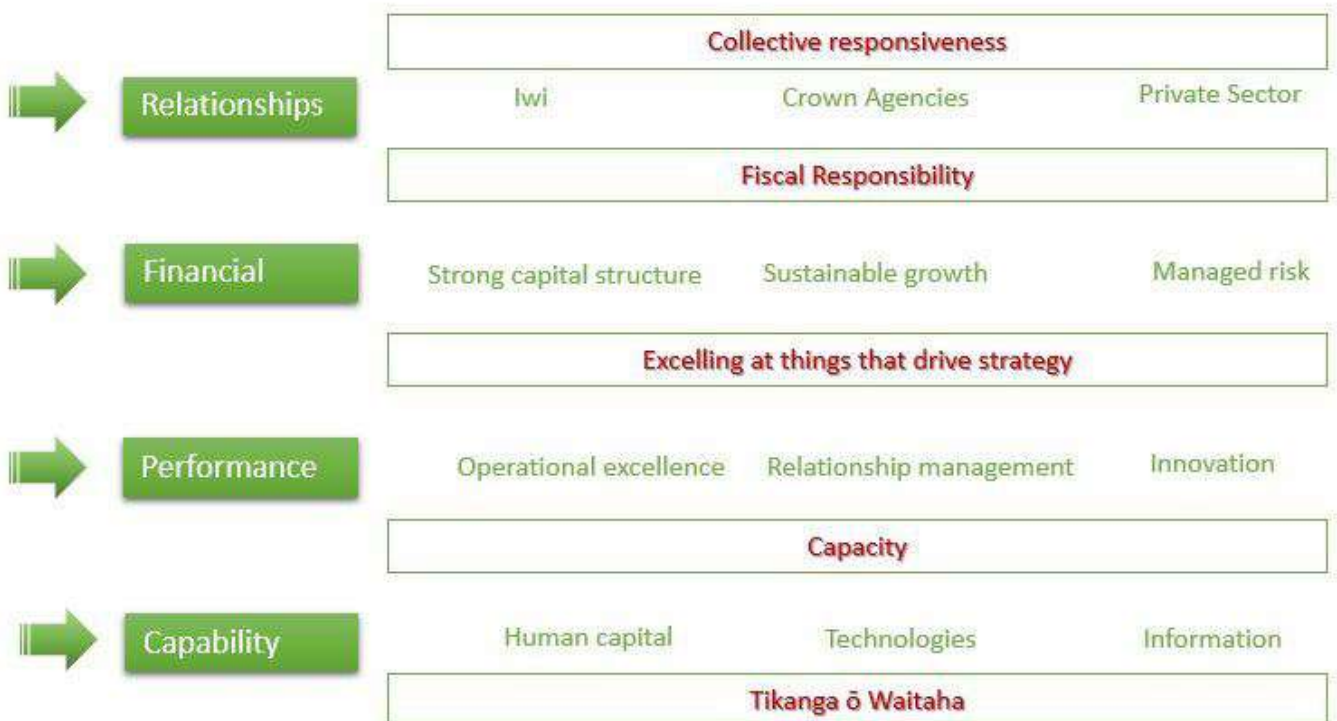 Collective responsiveness
Relationships
Iwi
Crown Agencies
Private Sector
Fiscal Responsibility
Financial
Strong capital structure
Sustainable growth
Managed risk
Excelling at things that drive strategy
Performance
Operational excellence
Relationship management
Innovation
Capacity
Capability
Human capital
Technologies
Information
Tikanga ō Waitaha